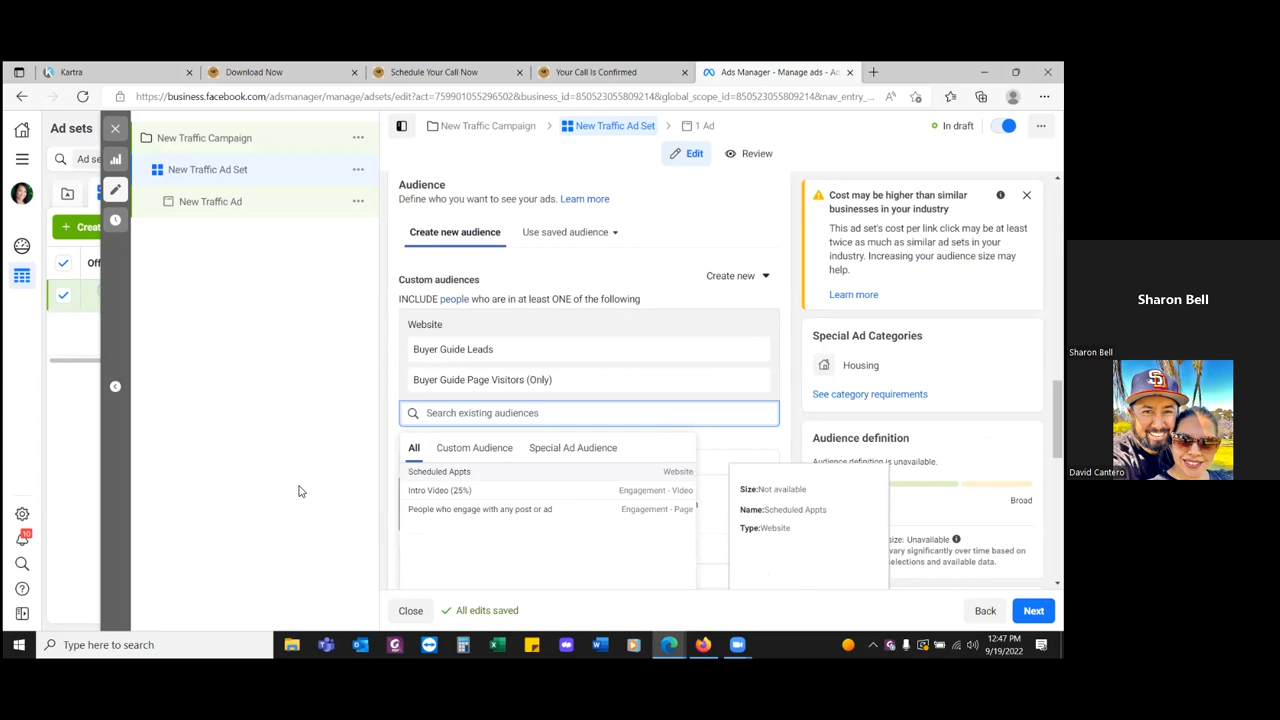 Kartra
Download Now
Schedule Your Call Now
Your Call Is Confirmed
Ads Manager - Manage ads - Ad
https://business.facebook.com/adsmanager/manage/adsets/edit?act=759901055296502&business_id=850523055809214&global_scope_id=850523055809214&nav_entry_...
Ad sets
Ad se
Creat
Off
10
New Traffic Campaign
New Traffic Ad Set
New Traffic Ad
New Traffic Campaign > New Traffic Ad Set > 1 Ad
In draft
Edit
Review
Audience
Define who you want to see your ads. Learn more
Create new audience
Use saved audience
Custom audiences
Create new
INCLUDE people who are in at least ONE of the following
Website
Buyer Guide Leads
Buyer Guide Page Visitors (Only)
Search existing audiences
All
Custom Audience
Special Ad Audience
Scheduled Appts
Website
Intro Video (25%)
Engagement - Video
People who engage with any post or ad
Engagement - Page
Size:Not available
Name:Scheduled Appts
Type:Website
Cost may be higher than similar
businesses in your industry
This ad set's cost per link click may be at least
twice as much as similar ad sets in your
industry. Increasing your audience size may
help.
Learn more
Special Ad Categories
Housing
See category requirements
Audience definition
Audience definition is unavailable.
Broad
size: Unavailable
vary significantly over time based on
selections and available data.
Close
All edits saved
Back
Next
Type here to search
12:47 PM
9/19/2022
Sharon Bell
Sharon Bell
David Cantero